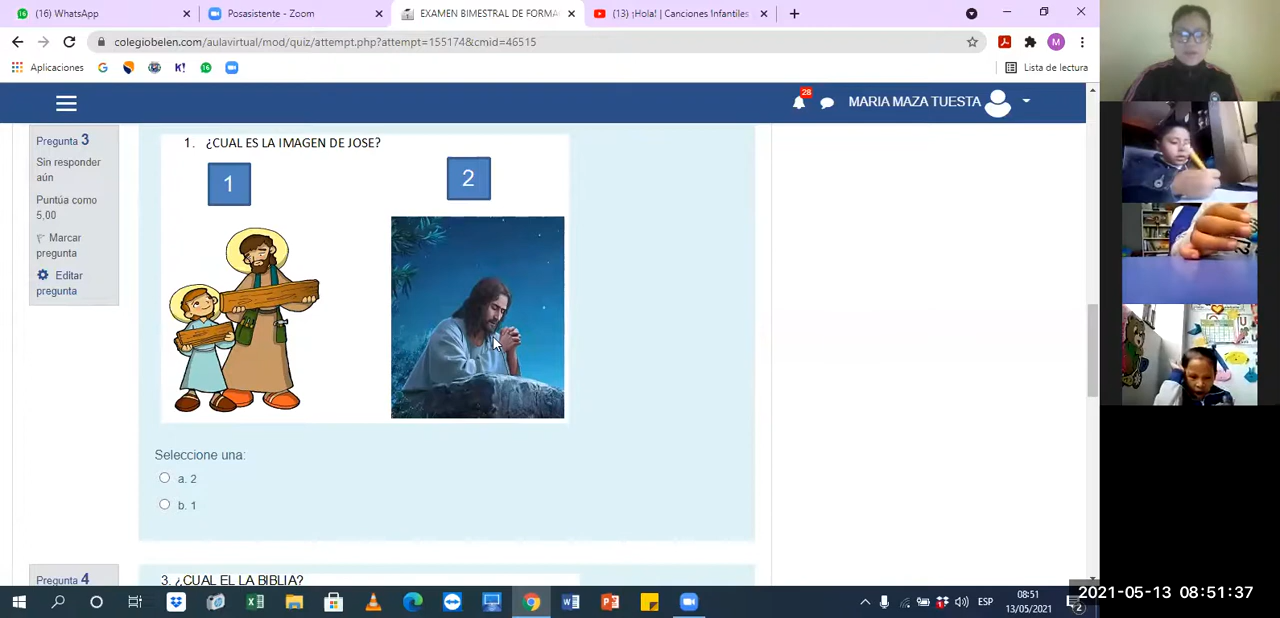 (16) WhatsApp
Posasistente - Zoom
EXAMEN BIMESTRAL DE FORMA
(13) ¡Hola! | Canciones Infantiles
colegiobelen.com/aulavirtual/mod/quiz/attempt.php?attempt=155174&cmid=46515
Aplicaciones
Lista de lectura
28
MARIA MAZA TUESTA
Pregunta 3
Sin responder
aún
Puntúa como
5,00
Marcar
pregunta
Editar
pregunta
1. ¿CUAL ES LA IMAGEN DE JOSE?
1
2
Seleccione una:
a. 2
b. 1
Pregunta 4
3. ¿CUAL EL LA BIBLIA?
ESP
08:51
13/05/2021
2021-05-13 08:51:37